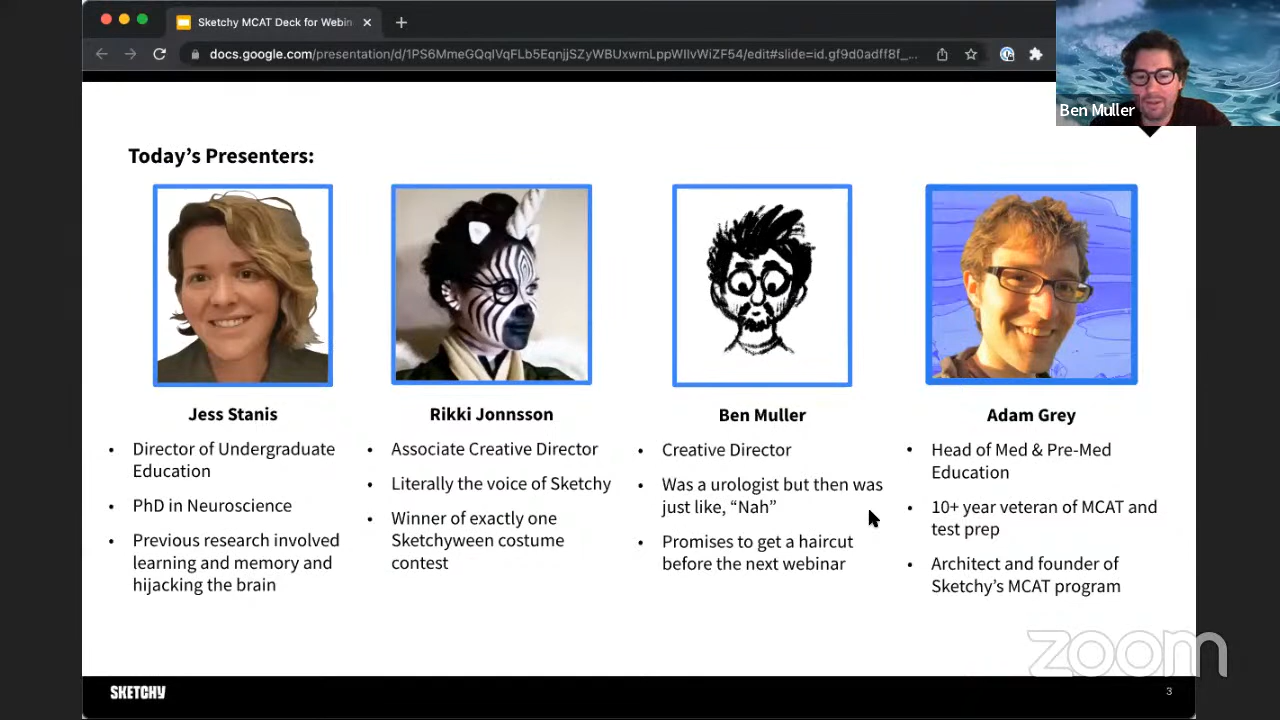 Sketchy MCAT Deck for Webin
docs.google.com/presentation/d/1PS6MmeGQqlVqFLb5EqnjjSZyWBUxwmLppWIlvWiZF54/edit#slide=id.gf9d0adff8f_...
Ben Muller
Today's Presenters:
Jess Stanis
• Director of Undergraduate
Education
• PhD in Neuroscience
• Previous research involved
learning and memory and
hijacking the brain
Rikki Jonnsson
• Associate Creative Director
• Literally the voice of Sketchy
• Winner of exactly one
Sketchyween costume
contest
Ben Muller
• Creative Director
• Was a urologist but then was
just like, “Nah”
• Promises to get a haircut
before the next webinar
Adam Grey
• Head of Med & Pre-Med
Education
• 10+ year veteran of MCAT and
test prep
• Architect and founder of
Sketchy's MCAT program
zoom
SKETCHY
3